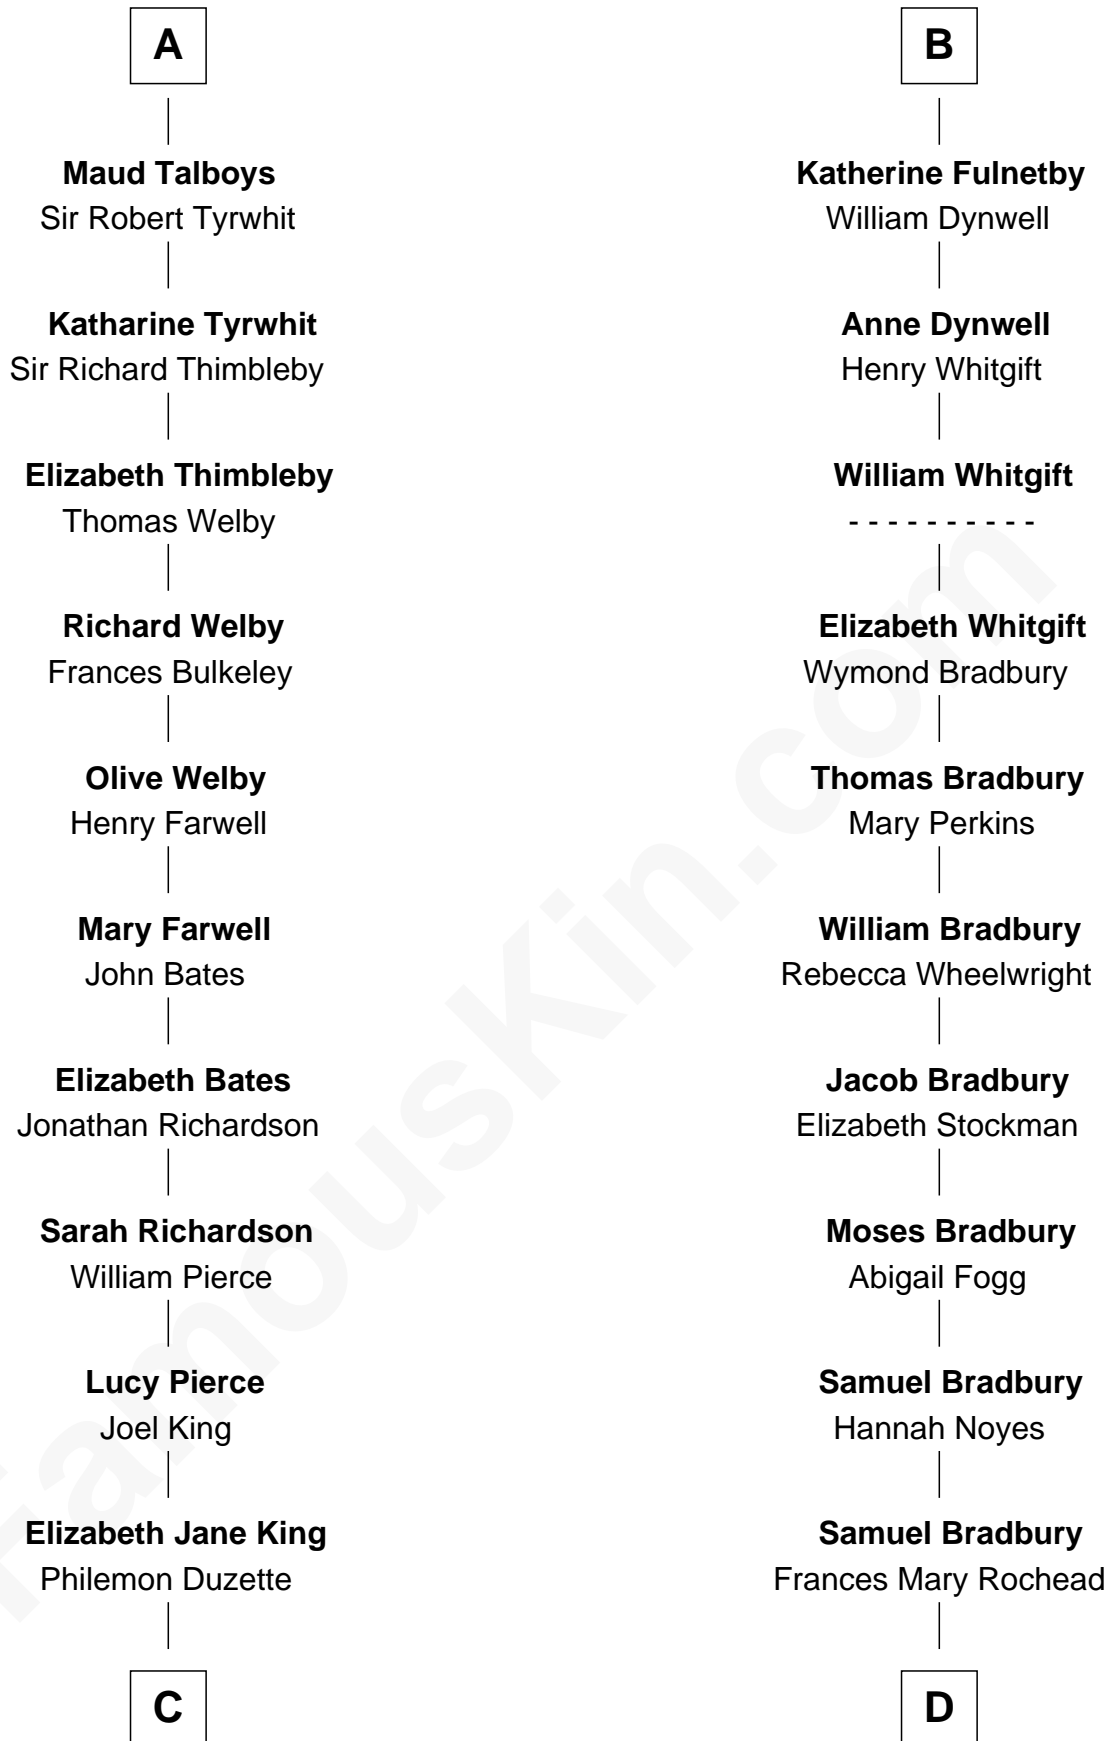 A
Maud Talboys
Sir Robert Tyrwhit
Katharine Tyrwhit
Sir Richard Thimbleby
Elizabeth Thimbleby
Thomas Welby
Richard Welby
Frances Bulkeley
Olive Welby
Henry Farwell
Mary Farwell
John Bates
Elizabeth Bates
Jonathan Richardson
Sarah Richardson
William Pierce
Lucy Pierce
Joel King
Elizabeth Jane King
Philemon Duzette
C
B
Katherine Fulnetby
William Dynwell
Anne Dynwell
Henry Whitgift
William Whitgift
- - - - - - - - - -
Elizabeth Whitgift
Wymond Bradbury
Thomas Bradbury
Mary Perkins
William Bradbury
Rebecca Wheelwright
Jacob Bradbury
Elizabeth Stockman
Moses Bradbury
Abigail Fogg
Samuel Bradbury
Hannah Noyes
Samuel Bradbury
Frances Mary Rochead
D
FamousKin.com